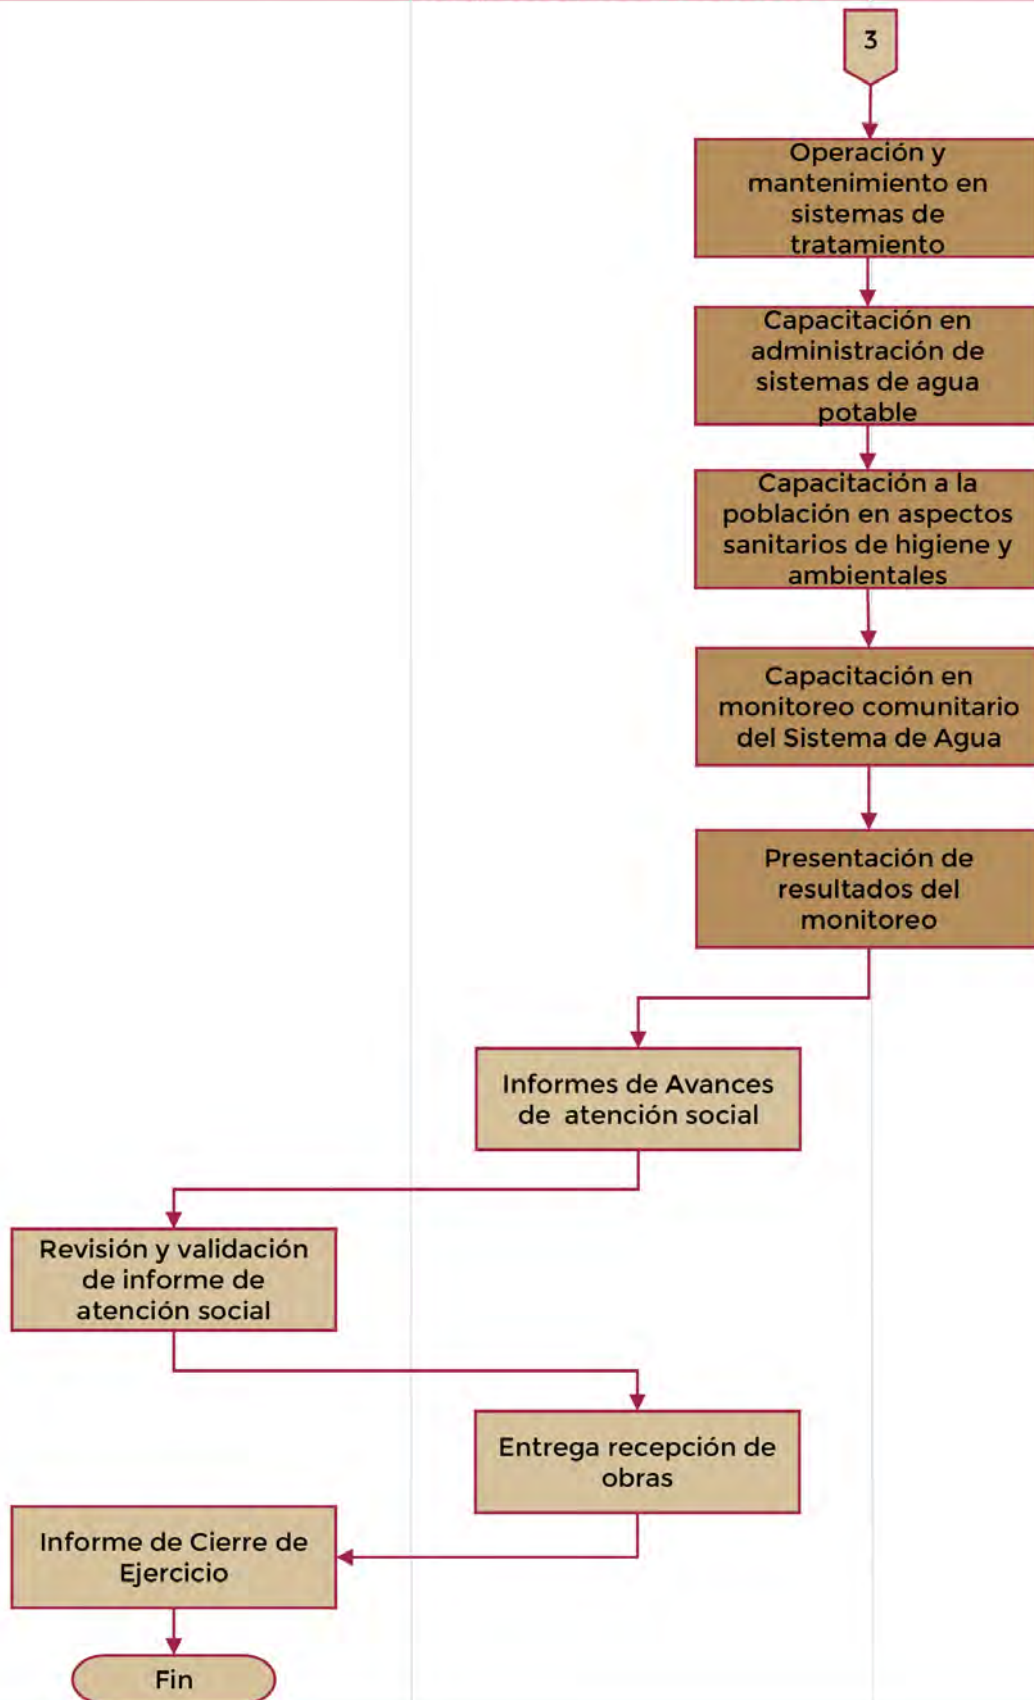 3
Operación y
mantenimiento en
sistemas de
tratamiento
Capacitación en
administración de
sistemas de agua
potable
Capacitación a la
población en aspectos
sanitarios de higiene y
ambientales
Capacitación en
monitoreo comunitario
del Sistema de Agua
Presentación de
resultados del
monitoreo
Informes de Avances
de atención social
Revisión y validación
de informe de
atención social
Entrega recepción de
obras
Informe de Cierre de
Ejercicio
Fin